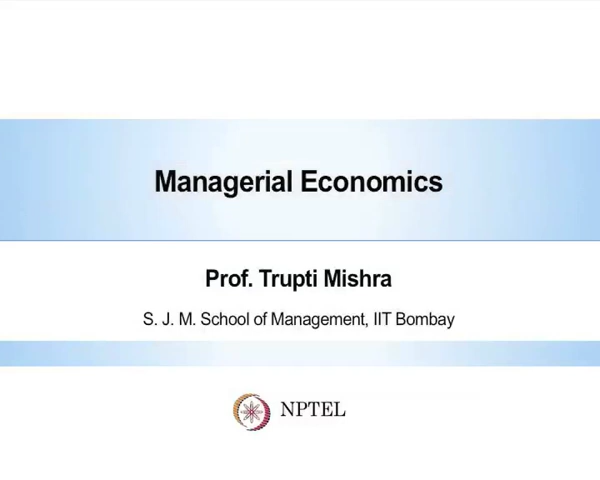 Managerial Economics
Prof. Trupti Mishra
S. J. M. School of Management, IIT Bombay
NPTEL